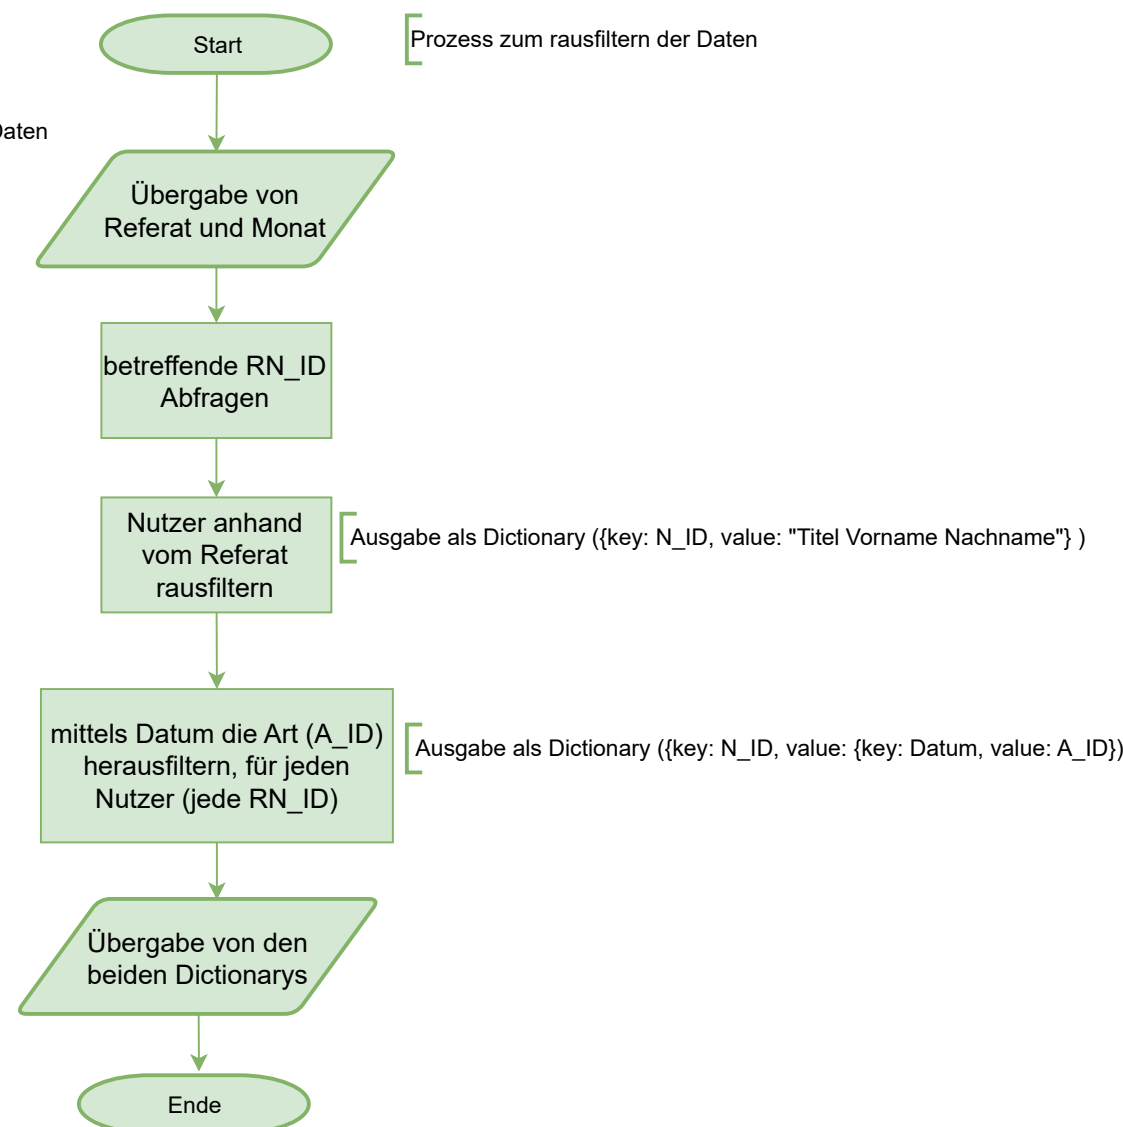 Start
Prozess zum rausfiltern der Daten
Daten
Übergabe von
Referat und Monat
betreffende RN_ID
Abfragen
Nutzer anhand
vom Referat
rausfiltern
Ausgabe als Dictionary ({key: N_ID, value: "Titel Vorname Nachname"} )
mittels Datum die Art (A_ID)
herausfiltern, für jeden
Nutzer (jede RN_ID)
Ausgabe als Dictionary ({key: N_ID, value: {key: Datum, value: A_ID})
Übergabe von den
beiden Dictionarys
Ende